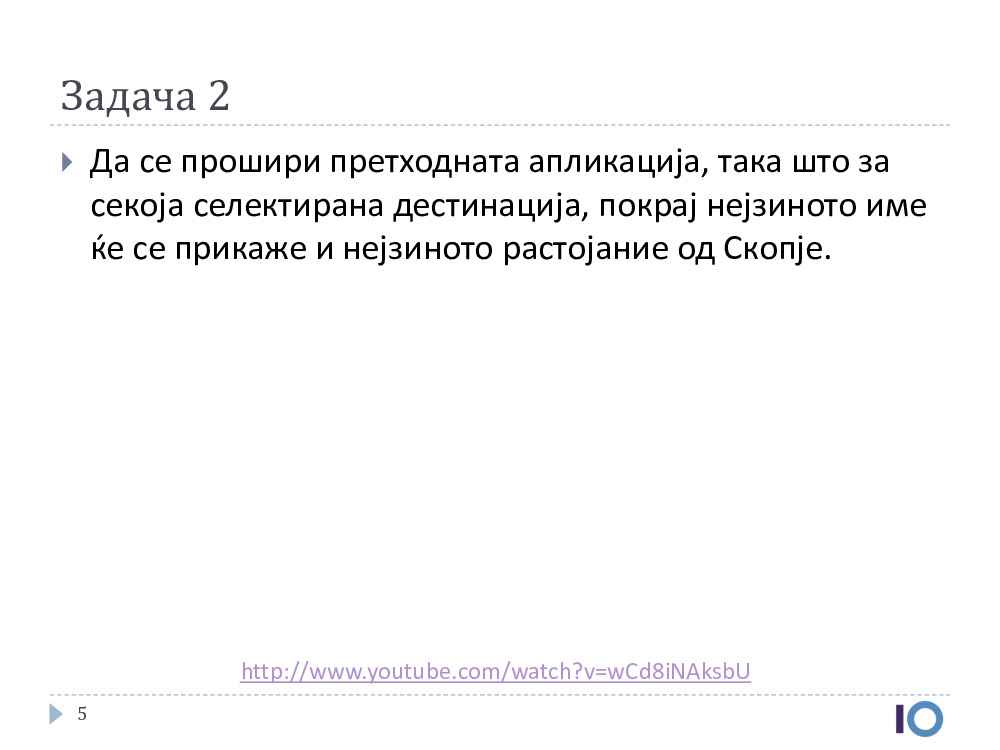 Задача 2
Да се прошири претходната апликација, така што за
секоја селектирана дестинација, покрај нејзиното име
ќе се прикаже и нејзиното растојание од Скопје.
http://www.youtube.com/watch?v=wCd8iNAksbU
5
IO